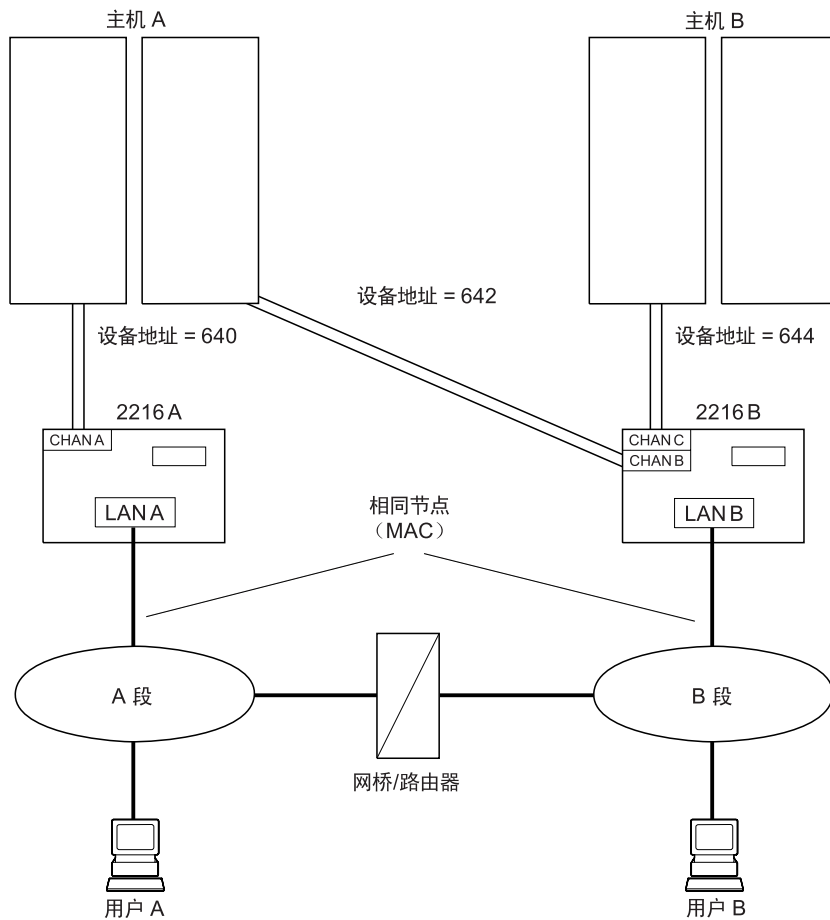 主机 A
主机 B
设备地址 = 642
设备地址 = 640
设备地址 = 644
2216 A
2216 B
CHAN A
CHAN C
CHAN B
LAN A
LAN B
相同节点
（MAC）
A 段
B 段
网桥/路由器
用户 A
用户 B